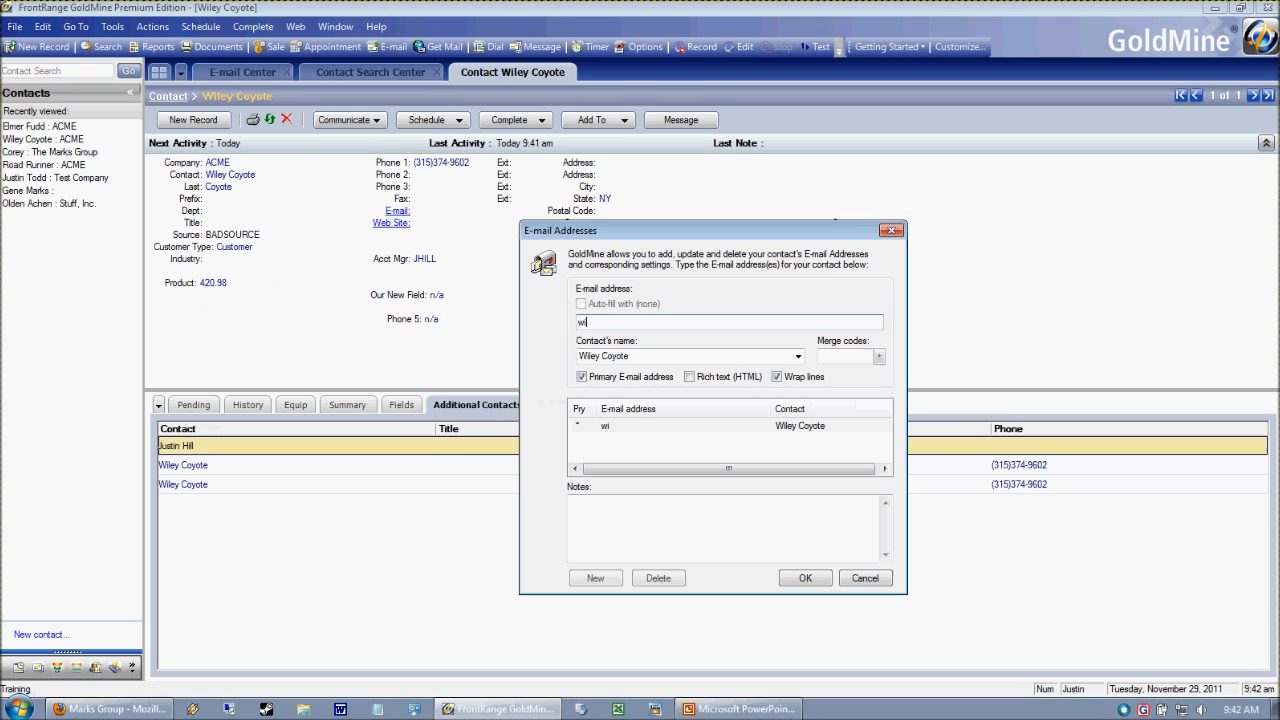 FrontRange GoldMine Premium Edition - [Wiley Coyote]
File Edit Go To Tools Actions Schedule Complete Web Window Help
New Record Search Reports Documents Sale Appointment E-mail Get Mail Dial Message Timer Options Record Edit Stop Test Getting Started Customize...
GoldMine®
Contact Search Go
E-mail Center Contact Search Center Contact Wiley Coyote
Contacts
Contact > Wiley Coyote 1 of 1
Recently viewed:
Elmer Fudd : ACME
Wiley Coyote : ACME
Corey : The Marks Group
Road Runner : ACME
Justin Todd : Test Company
Gene Marks :
Olden Achen : Stuff, Inc.
New Record Communicate Schedule Complete Add To Message
Next Activity : Today Last Activity : Today 9:41 am Last Note :
Company: ACME Phone 1: (315)374-9602 Ext: Address:
Contact: Wiley Coyote Phone 2: Ext: Address:
Last: Coyote Phone 3: Ext: City:
Prefix: Fax: Ext: State: NY
Dept: E-mail: Postal Code:
Title: Web Site:
Source: BADSOURCE
Customer Type: Customer
Industry: Acct Mgr: JHILL
Product: 420.98
Our New Field: n/a
Phone 5: n/a
E-mail Addresses
GoldMine allows you to add, update and delete your contact's E-mail Addresses
and corresponding settings. Type the E-mail address(es) for your contact below:
E-mail address:
Auto-fill with (none)
wi
Contact's name: Merge codes:
Wiley Coyote
Primary E-mail address Rich text (HTML) Wrap lines
Pry E-mail address Contact
* wi Wiley Coyote
Notes:
New Delete OK Cancel
Pending History Equip Summary Fields Additional Contacts
Contact Title Phone
Justin Hill
Wiley Coyote (315)374-9602
Wiley Coyote (315)374-9602
New contact...
Training Num Justin Tuesday, November 29, 2011 9:42 am
Marks Group - Mozill... FrontRange GoldMine... Microsoft PowerPoin... 9:42 AM